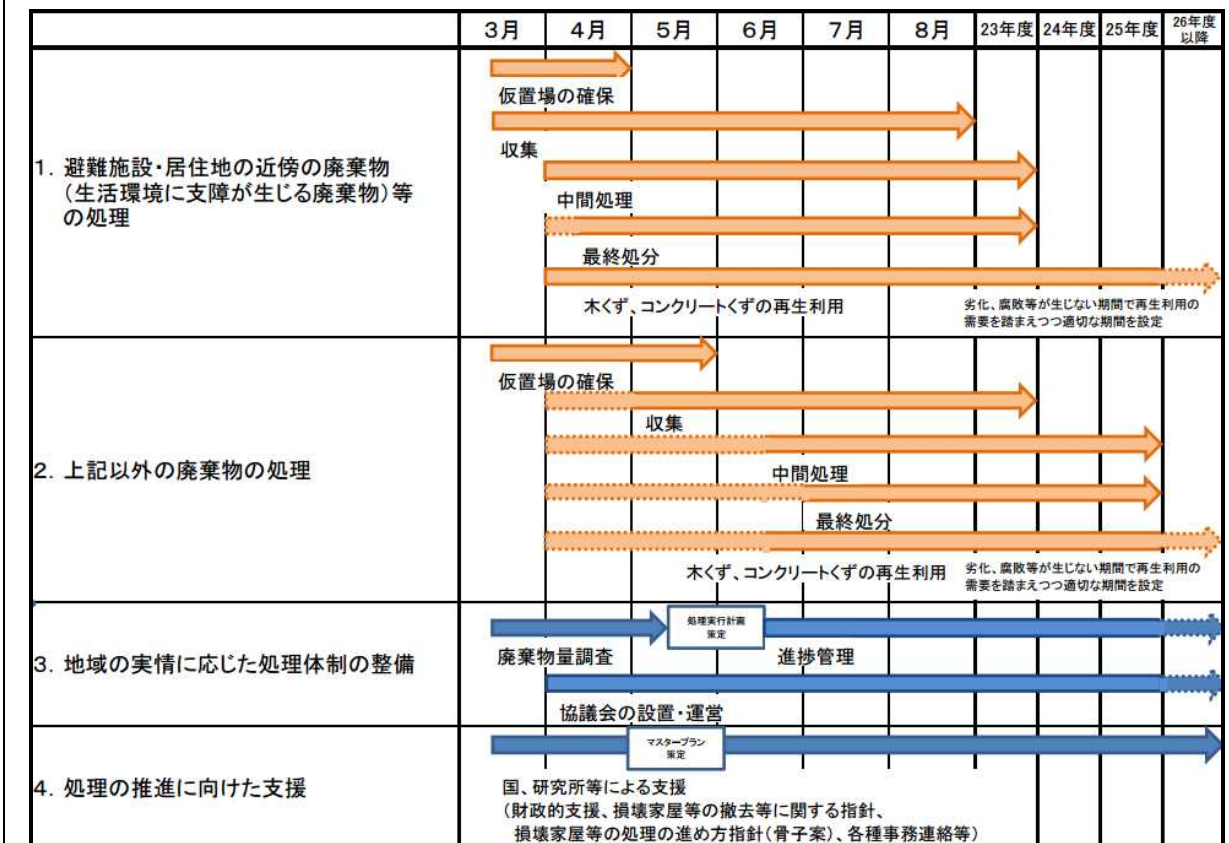 3月 4月 5月 6月 7月 8月 23年度 24年度 25年度 26年度
以降
1. 避難施設・居住地の近傍の廃棄物
(生活環境に支障が生じる廃棄物)等
の処理
仮置場の確保
収集
中間処理
最終処分
木くず、コンクリートくずの再生利用
劣化、腐敗等が生じない期間で再生利用の
需要を踏まえつつ適切な期間を設定
2. 上記以外の廃棄物の処理
仮置場の確保
収集
中間処理
最終処分
木くず、コンクリートくずの再生利用
劣化、腐敗等が生じない期間で再生利用の
需要を踏まえつつ適切な期間を設定
3. 地域の実情に応じた処理体制の整備
処理実行計画
策定
廃棄物量調査
進捗管理
協議会の設置・運営
4. 処理の推進に向けた支援
マスタープラン
策定
国、研究所等による支援
(財政的支援、損壊家屋等の撤去等に関する指針、
損壊家屋等の処理の進め方指針(骨子案)、各種事務連絡等)